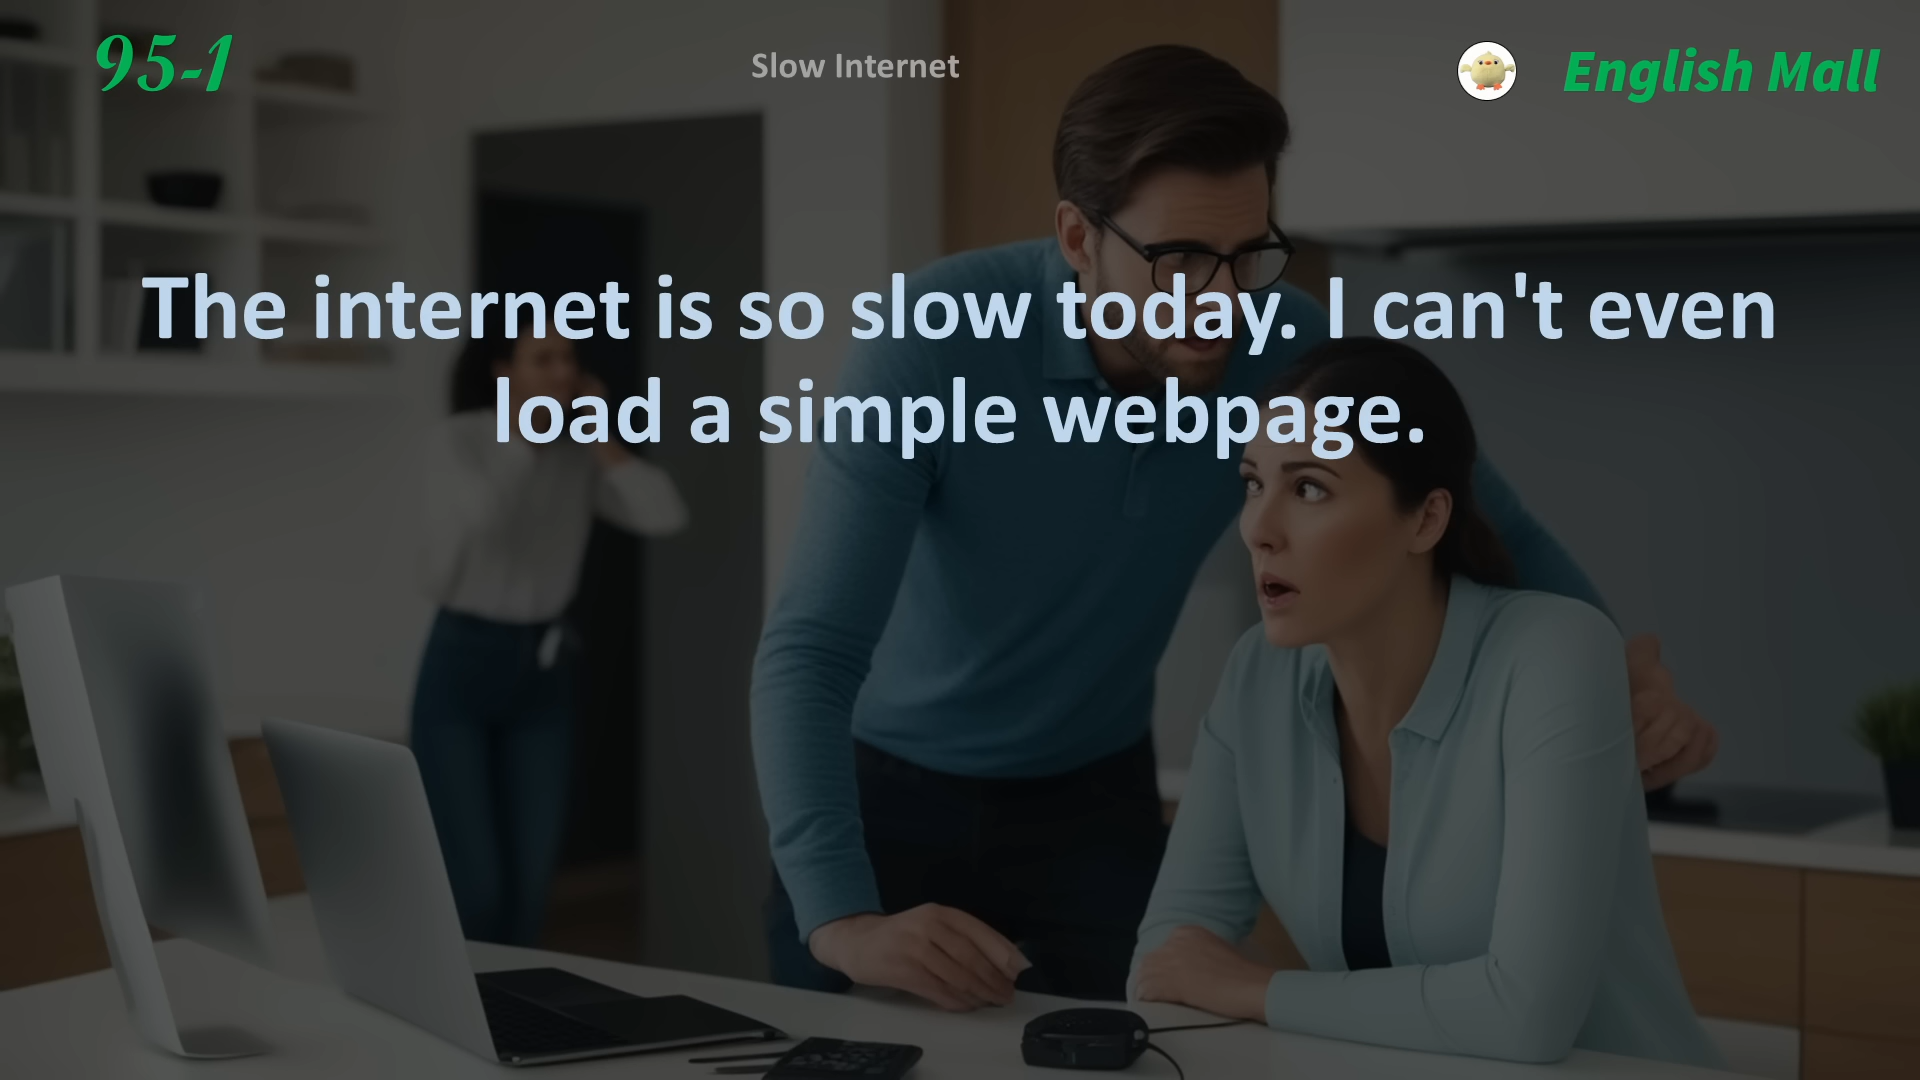 95-1
Slow Internet
English Mall
The internet is so slow today. I can't even
load a simple webpage.